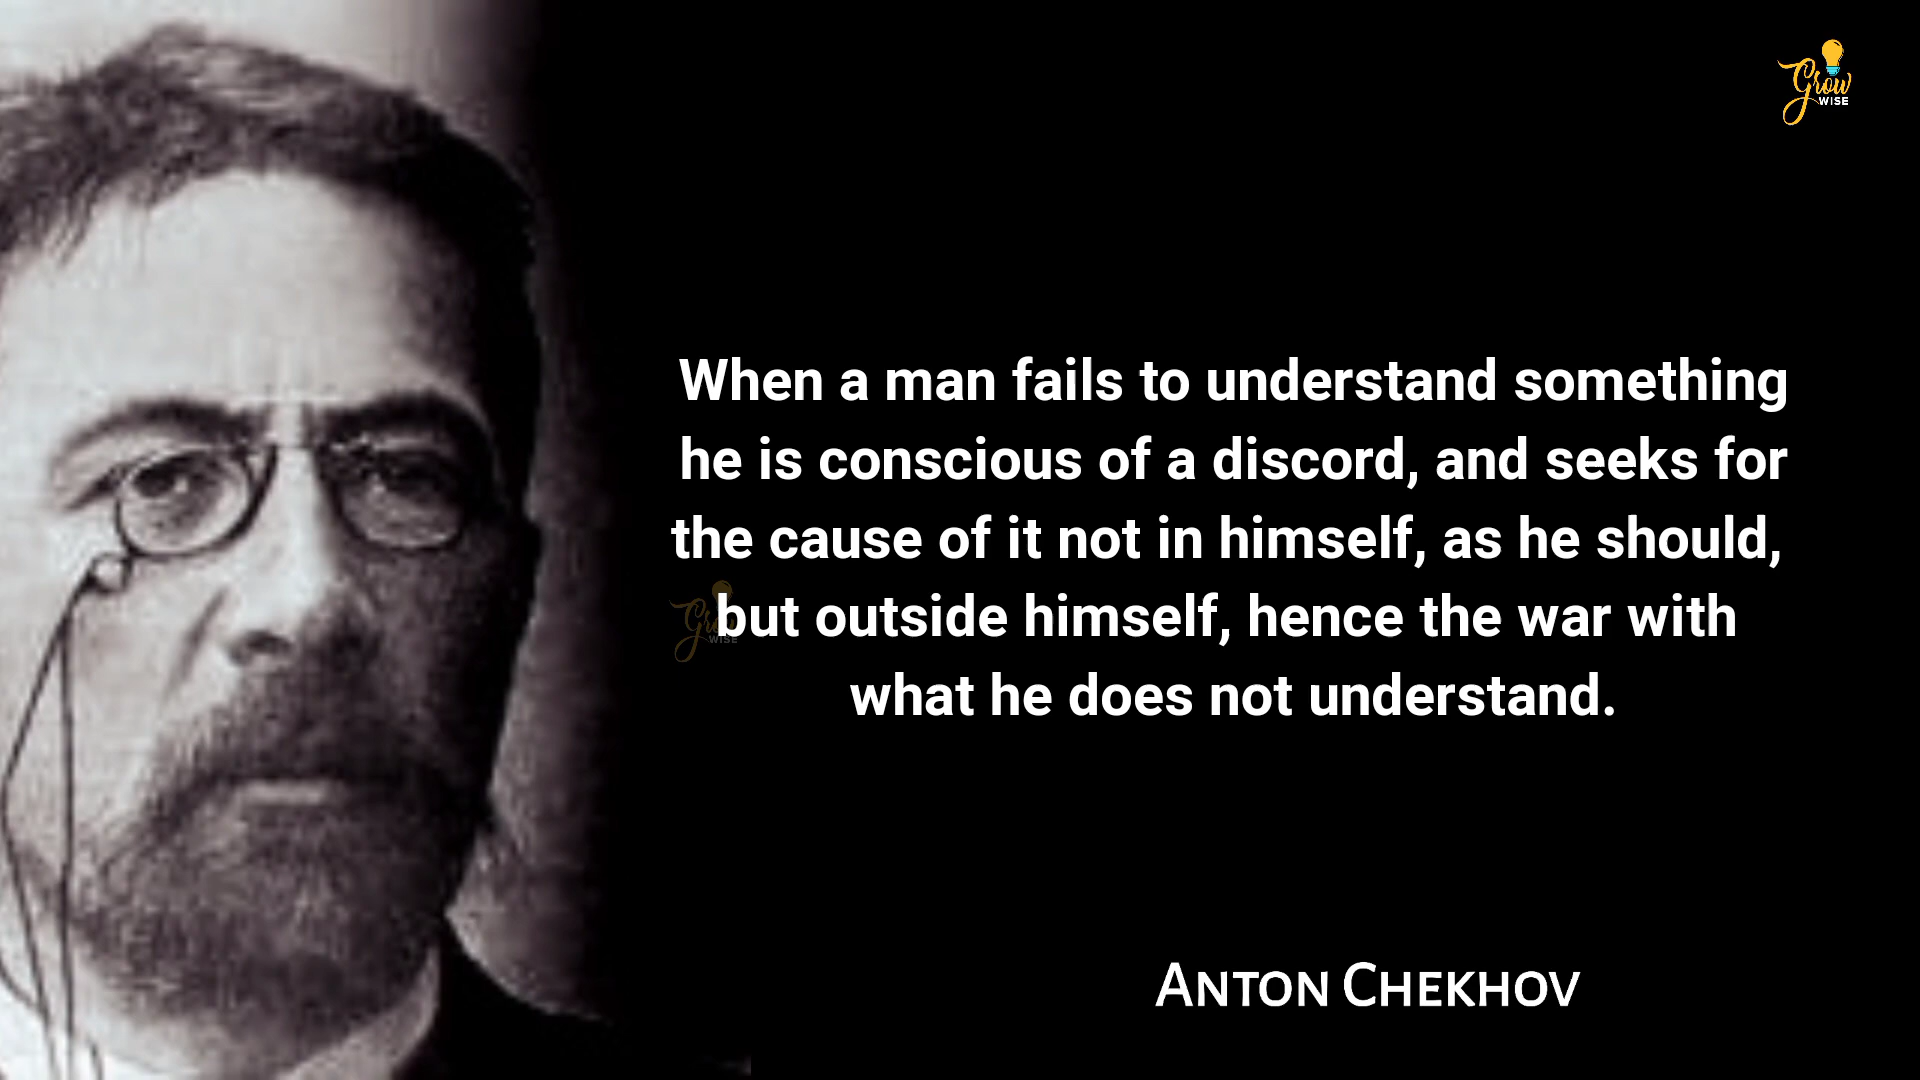 Grow
WISE
When a man fails to understand something
he is conscious of a discord, and seeks for
the cause of it not in himself, as he should,
but outside himself, hence the war with
what he does not understand.
Grow
WISE
ANTON CHEKHOV